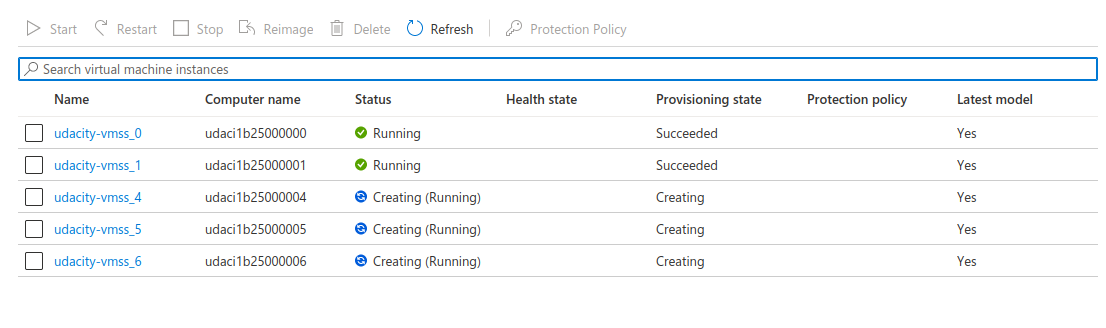 Start Restart Stop Reimage Delete Refresh Protection Policy
Search virtual machine instances
Name Computer name Status Health state Provisioning state Protection policy Latest model
udacity-vmss_0 udaci1b25000000 Running Succeeded Yes
udacity-vmss_1 udaci1b25000001 Running Succeeded Yes
udacity-vmss_4 udaci1b25000004 Creating (Running) Creating Yes
udacity-vmss_5 udaci1b25000005 Creating (Running) Creating Yes
udacity-vmss_6 udaci1b25000006 Creating (Running) Creating Yes